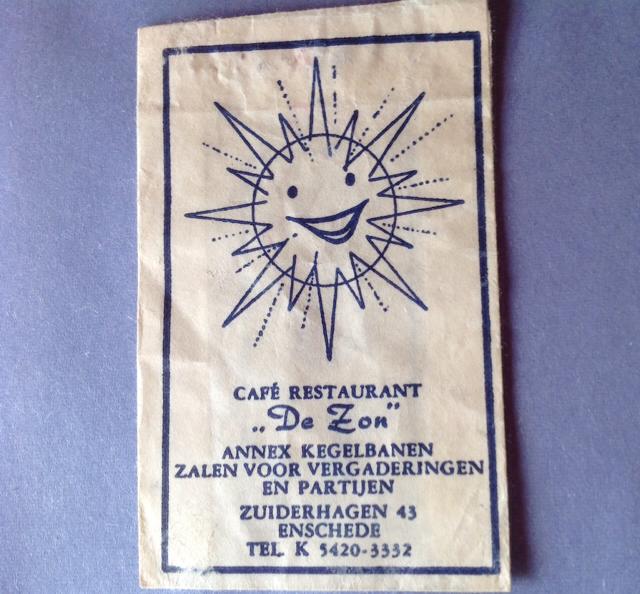 CAFÉ RESTAURANT
„De Zon”
ANNEX KEGELBANEN
ZALEN VOOR VERGADERINGEN
EN PARTIJEN
ZUIDERHAGEN 43
ENSCHEDE
TEL. K 5420-3332